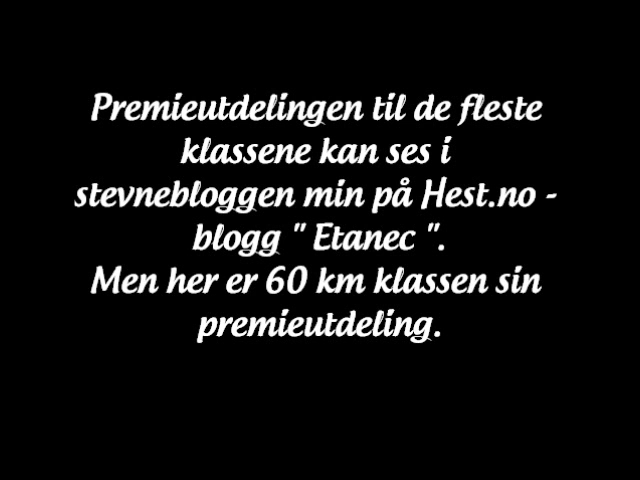 Premieutdelingen til de fleste
klassene kan ses i
stevnebloggen min på Hest.no -
blogg " Etanec ".
Men her er 60 km klassen sin
premieutdeling.